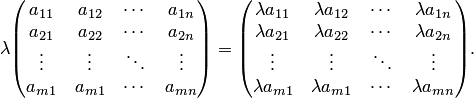 a₁₁ a₁₂ ⋯ a₁ₙ λa₁₁ λa₁₂ ⋯ λa₁ₙ
a₂₁ a₂₂ ⋯ a₂ₙ λa₂₁ λa₂₂ ⋯ λa₂ₙ
λ ⋮ ⋮ ⋱ ⋮ = ⋮ ⋮ ⋱ ⋮ .
aₘ₁ aₘ₁ ⋯ aₘₙ λaₘ₁ λaₘ₁ ⋯ λaₘₙ